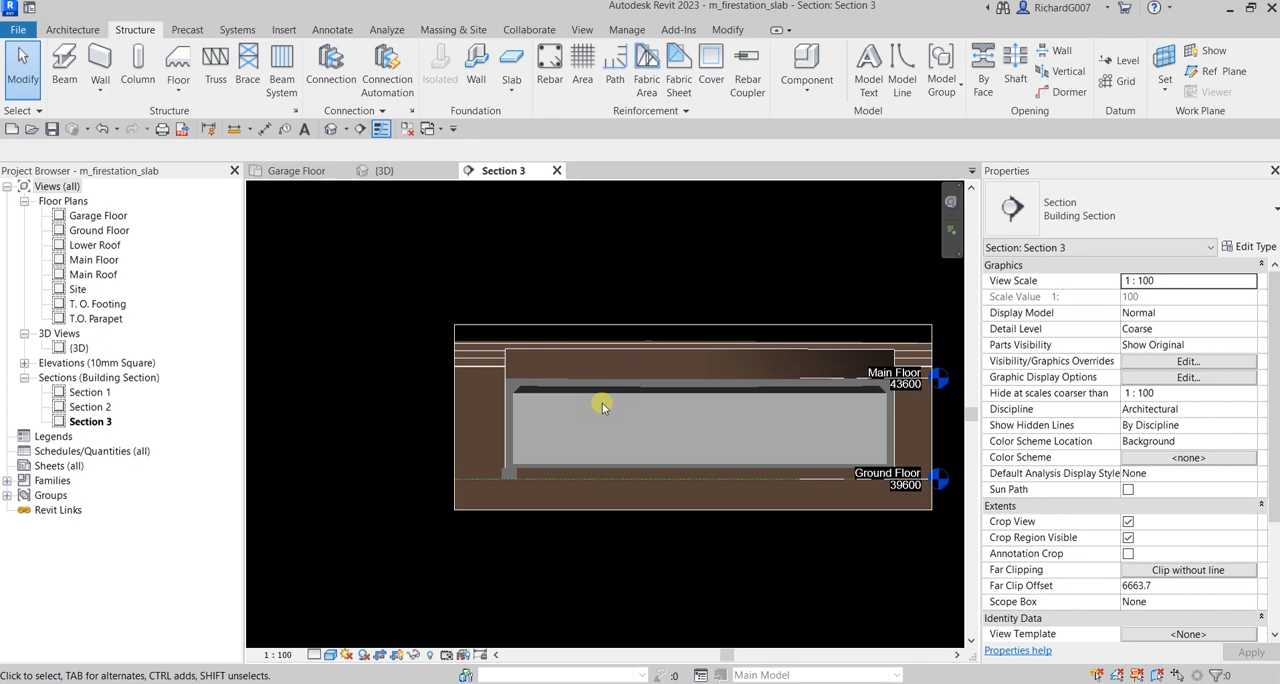 Autodesk Revit 2023 - m_firestation_slab - Section: Section 3
RichardG007
File Architecture Structure Precast Systems Insert Annotate Analyze Massing & Site Collaborate View Manage Add-Ins Modify
Modify Beam Wall Column Floor Truss Brace Beam System Connection Connection Automation Isolated Wall Slab Rebar Area Path Fabric Area Fabric Sheet Cover Rebar Coupler Component Model Text Model Line Model Group By Face Shaft Wall Vertical Dormer Level Grid Set Show Ref Plane Viewer
Select Structure Connection Foundation Reinforcement Model Opening Datum Work Plane
Project Browser - m_firestation_slab
Garage Floor {3D} Section 3
Properties
Views (all)
Floor Plans
Garage Floor
Ground Floor
Lower Roof
Main Floor
Main Roof
Site
T. O. Footing
T.O. Parapet
3D Views
{3D}
Elevations (10mm Square)
Sections (Building Section)
Section 1
Section 2
Section 3
Legends
Schedules/Quantities (all)
Sheets (all)
Families
Groups
Revit Links
Main Floor
43600
Ground Floor
39600
Section
Building Section
Section: Section 3 Edit Type
Graphics
View Scale 1 : 100
Scale Value 1: 100
Display Model Normal
Detail Level Coarse
Parts Visibility Show Original
Visibility/Graphics Overrides Edit...
Graphic Display Options Edit...
Hide at scales coarser than 1 : 100
Discipline Architectural
Show Hidden Lines By Discipline
Color Scheme Location Background
Color Scheme <none>
Default Analysis Display Style None
Sun Path
Extents
Crop View
Crop Region Visible
Annotation Crop
Far Clipping Clip without line
Far Clip Offset 6663.7
Scope Box None
Identity Data
View Template <None>
Properties help Apply
1 : 100
Click to select, TAB for alternates, CTRL adds, SHIFT unselects.
:0 Main Model :0